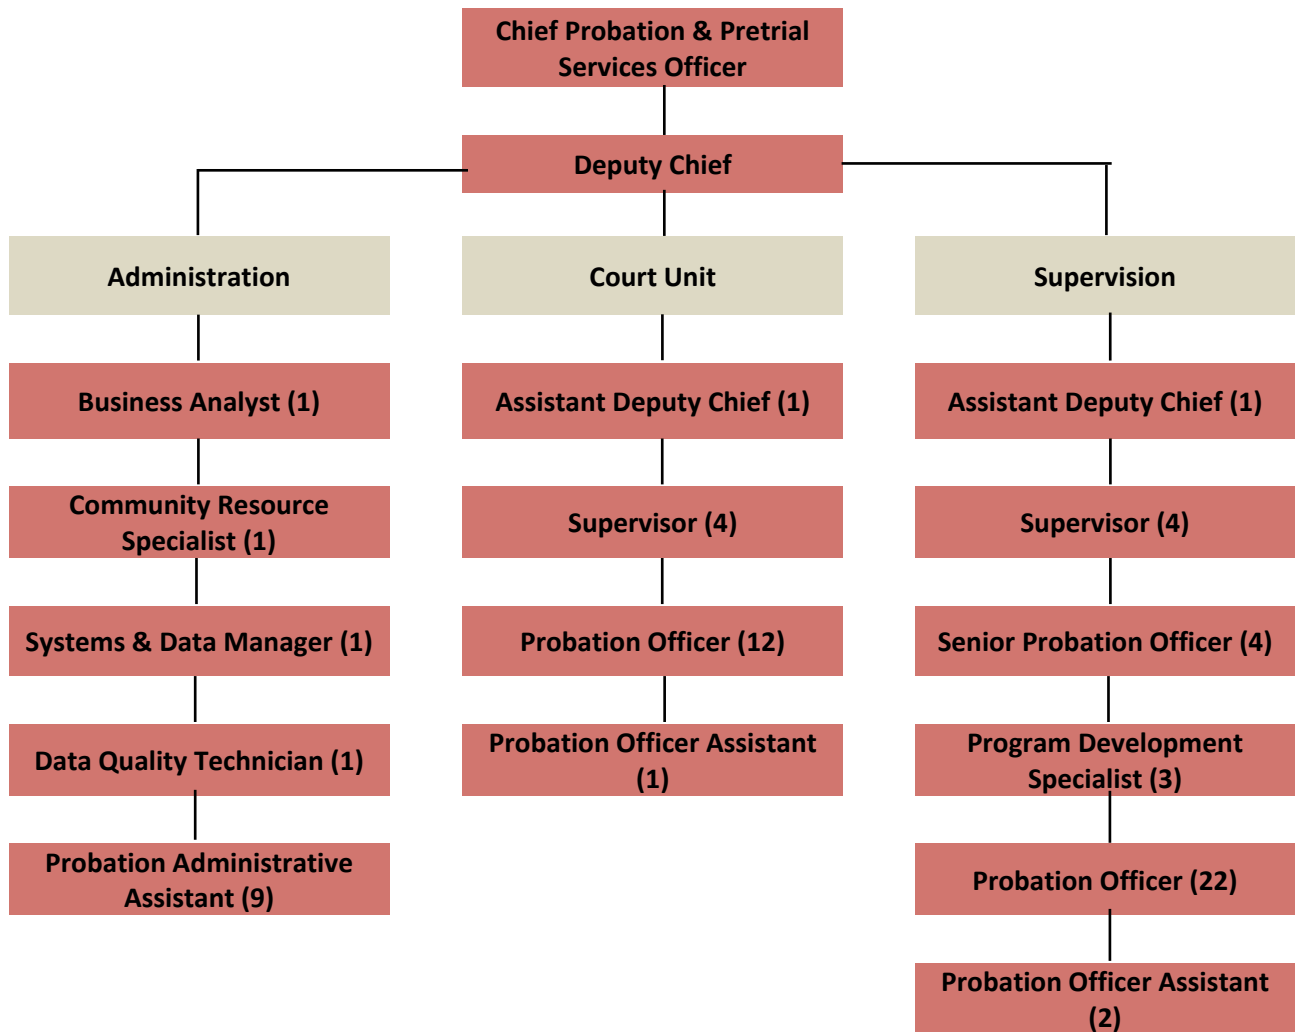 Chief Probation & Pretrial
Services Officer
Deputy Chief
Administration
Court Unit
Supervision
Business Analyst (1)
Assistant Deputy Chief (1)
Assistant Deputy Chief (1)
Community Resource
Specialist (1)
Supervisor (4)
Supervisor (4)
Systems & Data Manager (1)
Probation Officer (12)
Senior Probation Officer (4)
Data Quality Technician (1)
Probation Officer Assistant
(1)
Program Development
Specialist (3)
Probation Administrative
Assistant (9)
Probation Officer (22)
Probation Officer Assistant
(2)